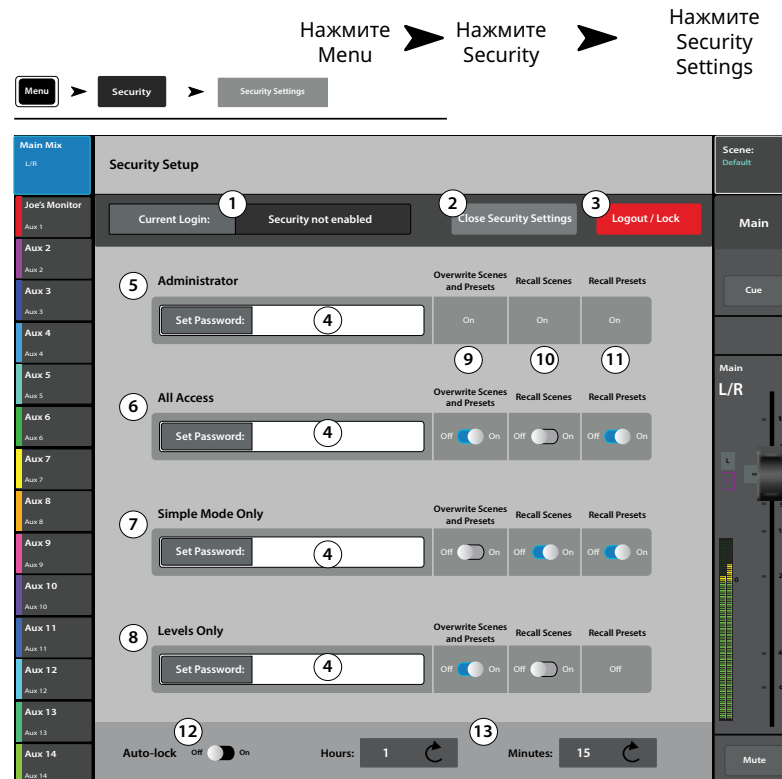 Нажмите
Menu
Нажмите
Security
Нажмите
Security
Settings
Menu
Security
Security Settings
Main Mix
L/R
Security Setup
Scene:
Default
Joe's Monitor
Aux 1
1
Current Login:
Security not enabled
2
Close Security Settings
3
Logout / Lock
Main
Aux 2
Aux 2
Aux 3
Aux 3
Aux 4
Aux 4
Aux 5
Aux 5
Aux 6
Aux 6
Aux 7
Aux 7
Aux 8
Aux 8
Aux 9
Aux 9
Aux 10
Aux 10
Aux 11
Aux 11
Aux 12
Aux 12
Aux 13
Aux 13
Aux 14
Aux 14
5
Administrator
Overwrite Scenes
and Presets
Recall Scenes
Recall Presets
Set Password:
4
On
On
On
9
10
11
6
All Access
Overwrite Scenes
and Presets
Recall Scenes
Recall Presets
Set Password:
4
Off On
Off On
Off On
7
Simple Mode Only
Overwrite Scenes
and Presets
Recall Scenes
Recall Presets
Set Password:
4
Off On
Off On
Off On
8
Levels Only
Overwrite Scenes
and Presets
Recall Scenes
Recall Presets
Set Password:
4
Off On
Off On
Off
12
Auto-lock
Off On
Hours:
1
13
Minutes:
15
Cue
Main
L/R
L
0
Mute